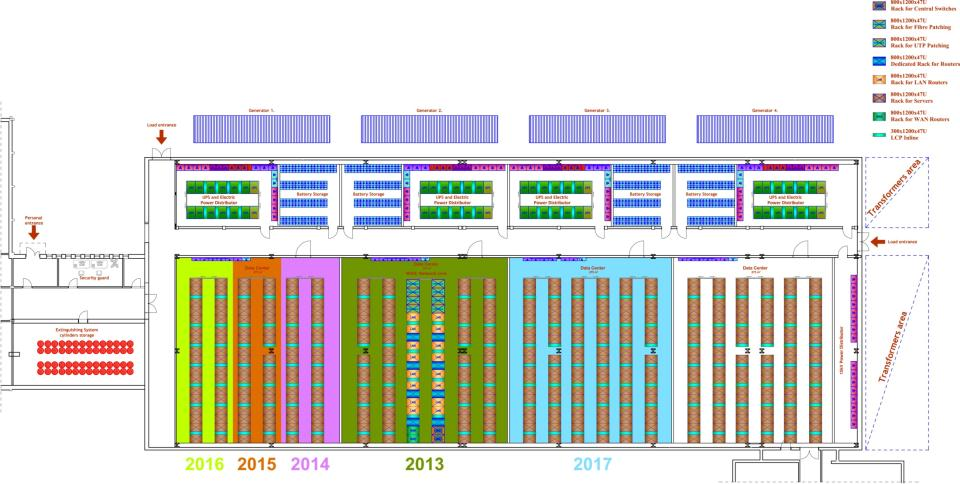 800x1200x47U
Rack for Central Switches
800x1200x47U
Rack for Fibre Patching
800x1200x47U
Rack for UTP Patching
800x1200x47U
Dedicated Rack for Routers
800x1200x47U
Rack for LAN Routers
800x1200x47U
Rack for Servers
800x1200x47U
Rack for WAN Routers
300x1200x47U
LCP Inline
Generator 1.
Generator 2.
Generator 3.
Generator 4.
Load entrance
Transformers area
Battery Storage
Battery Storage
Battery Storage
Battery Storage
UPS and Electric
Power Distributor
UPS and Electric
Power Distributor
UPS and Electric
Power Distributor
UPS and Electric
Power Distributor
Personal
entrance
Load entrance
Security guard
Data Center
Data Center
Data Center
Data Center
Extinguishing System
cylinders storage
Transformers area
2016
2015
2014
2013
2017